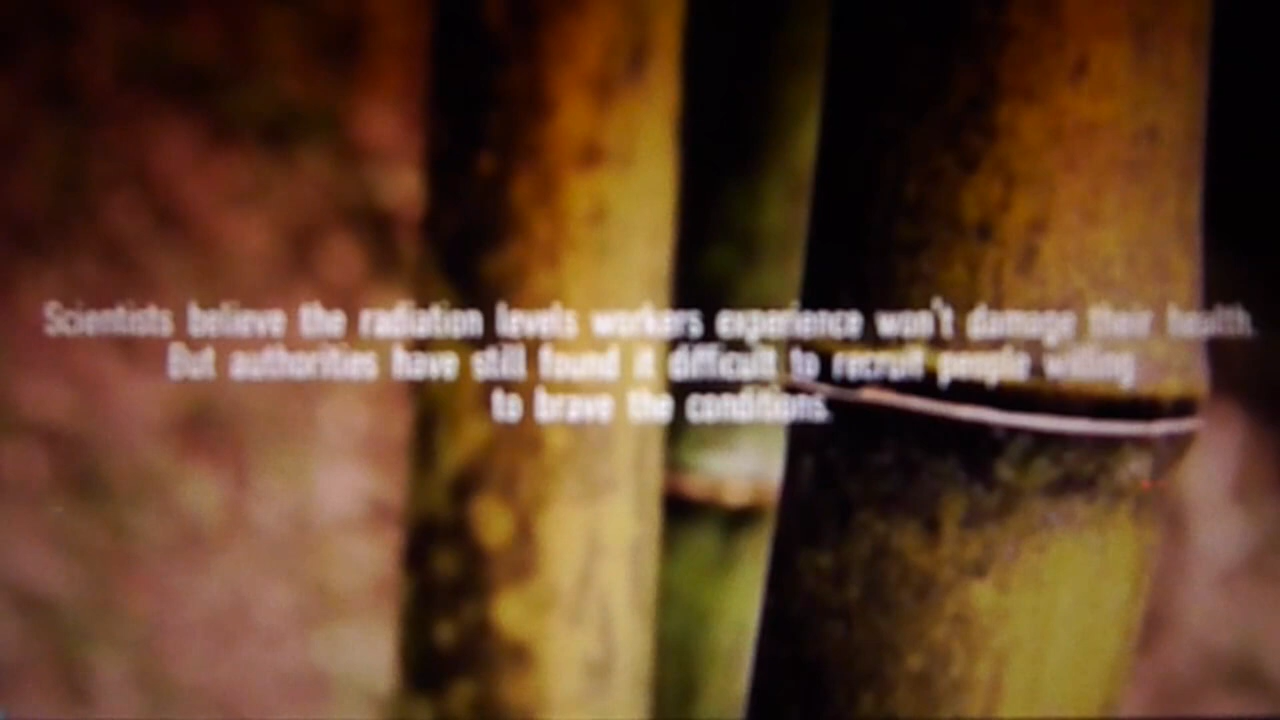 Scientists believe the radiation levels workers experience won't damage their health.
But authorities have still found it difficult to recruit people willing
to brave the conditions.